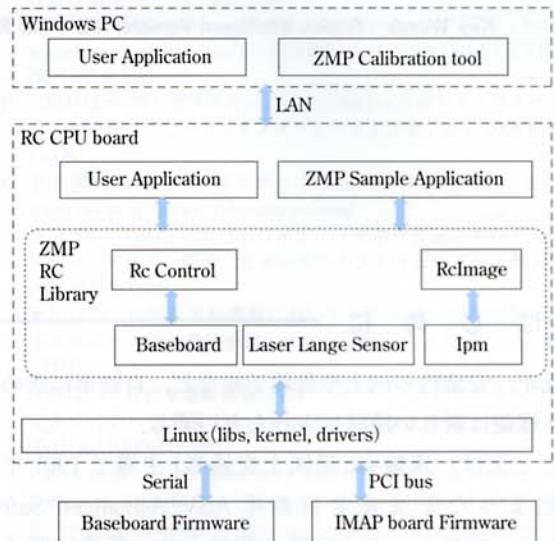 Windows PC
User Application
ZMP Calibration tool
LAN
RC CPU board
User Application
ZMP Sample Application
ZMP
RC
Library
Rc Control
RcImage
Baseboard
Laser Lange Sensor
Ipm
Linux(libs, kernel, drivers)
Serial
PCI bus
Baseboard Firmware
IMAP board Firmware